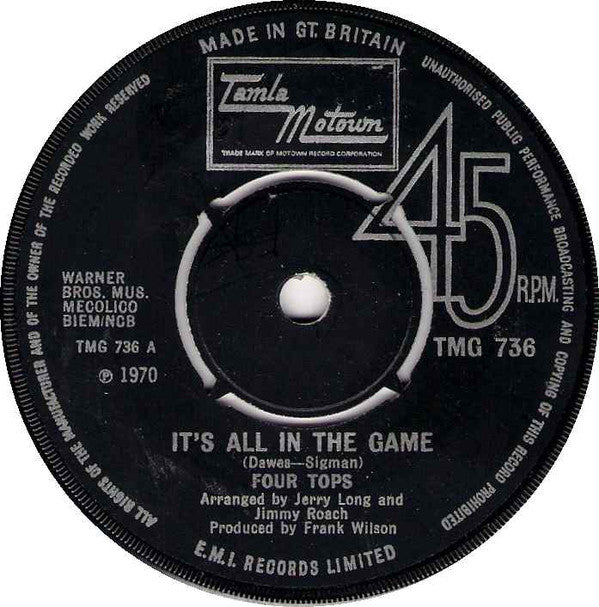 MADE IN GT. BRITAIN
Tamla
Motown
TRADE MARK OF MOTOWN RECORD CORPORATION
45
R.P.M.
UNAUTHORISED PUBLIC PERFORMANCE BROADCASTING AND COPYING OF THIS RECORD PROHIBITED
ALL RIGHTS OF THE MANUFACTURER AND OF THE OWNER OF THE RECORDED WORK RESERVED
WARNER
BROS. MUS.
MECOLICO
BIEM/NCB
TMG 736 A
℗ 1970
TMG 736
IT'S ALL IN THE GAME
(Dawes—Sigman)
FOUR TOPS
Arranged by Jerry Long and
Jimmy Roach
Produced by Frank Wilson
E.M.I. RECORDS LIMITED